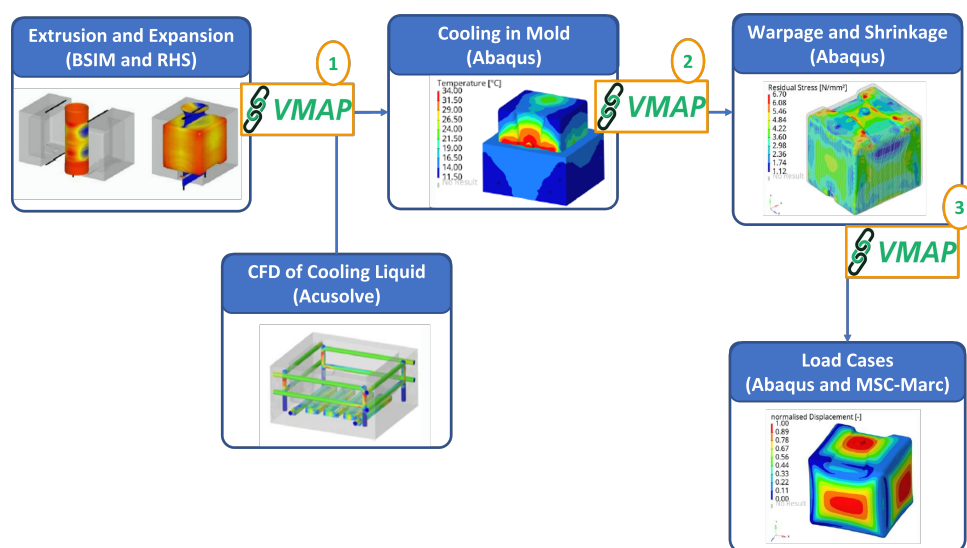 Extrusion and Expansion
(BSIM and RHS)
1
VMAP
Cooling in Mold
(Abaqus)
Temperature [°C]
34.00
31.50
29.00
26.50
24.00
21.50
19.00
16.50
14.00
11.50
No Result
2
VMAP
Warpage and Shrinkage
(Abaqus)
Residual Stress [N/mm²]
6.70
6.08
5.46
4.84
4.22
3.60
2.98
2.36
1.74
1.12
No Result
3
VMAP
CFD of Cooling Liquid
(Acusolve)
Load Cases
(Abaqus and MSC-Marc)
normalised Displacement [-]
1.00
0.89
0.78
0.67
0.56
0.44
0.33
0.22
0.11
0.00
No Result